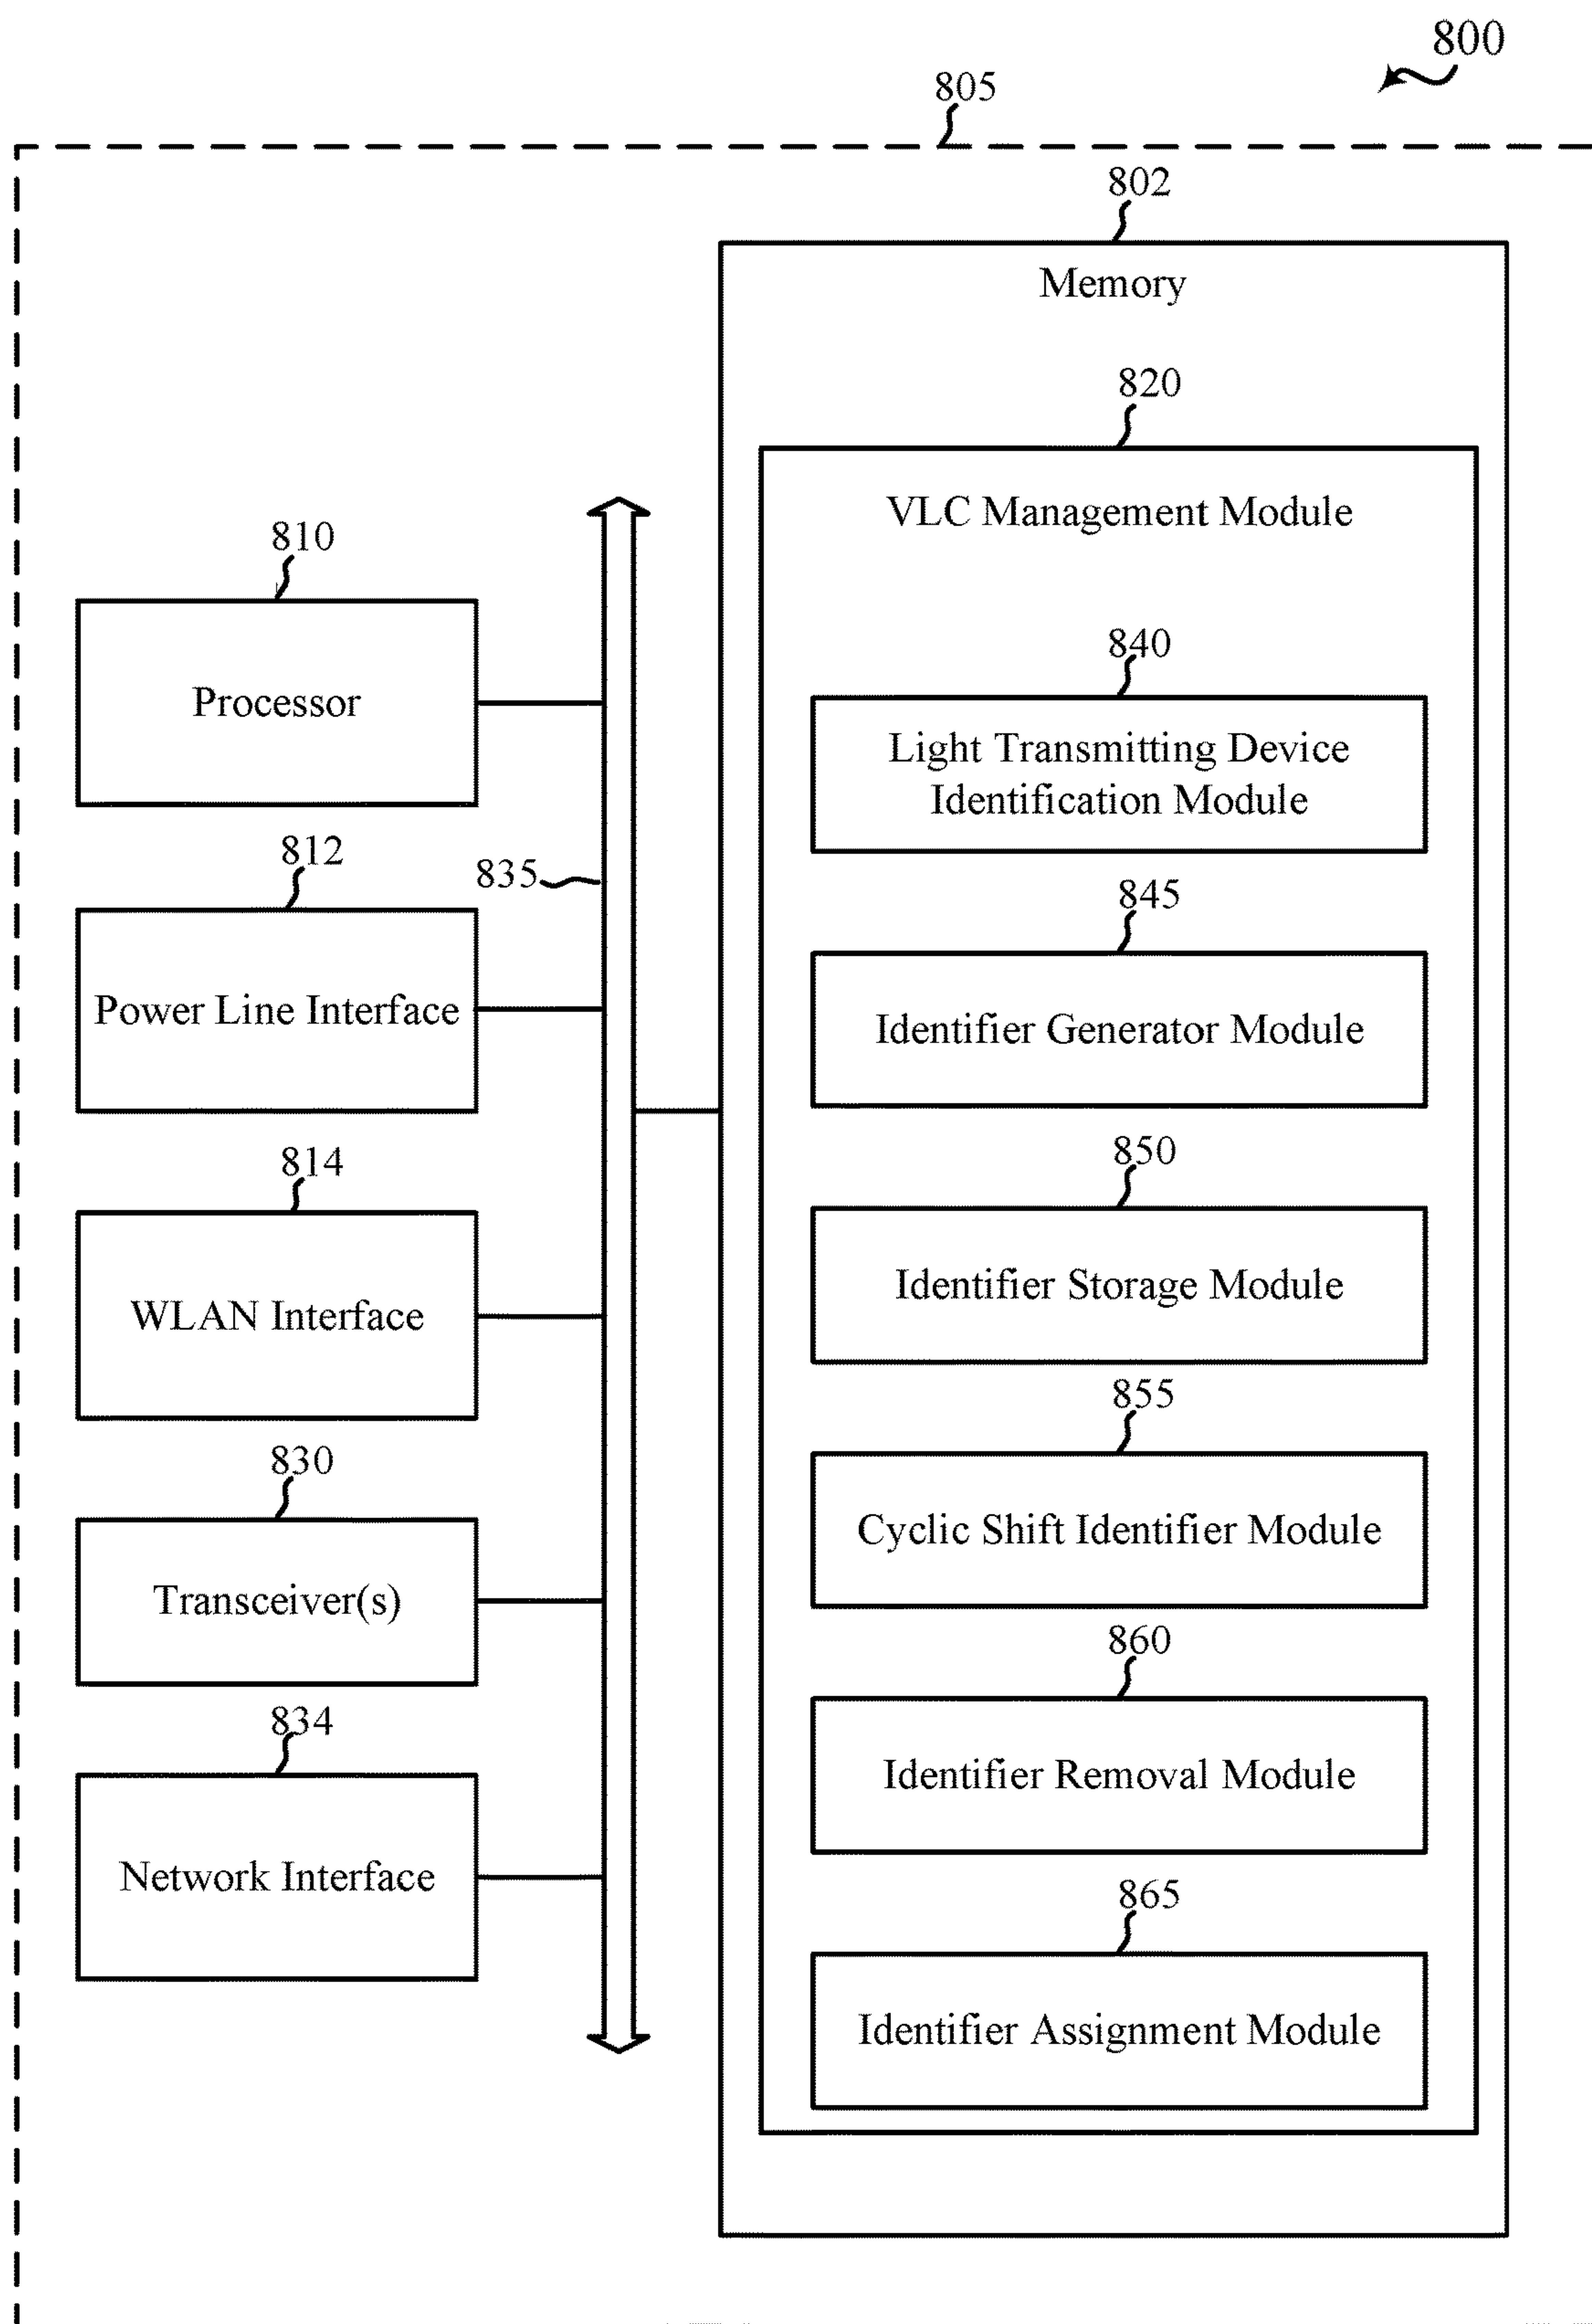 800
805
802
Memory
820
VLC Management Module
810
Processor
840
Light Transmitting Device
Identification Module
812
835
Power Line Interface
845
Identifier Generator Module
814
WLAN Interface
850
Identifier Storage Module
855
Cyclic Shift Identifier Module
830
Transceiver(s)
860
Identifier Removal Module
834
Network Interface
865
Identifier Assignment Module